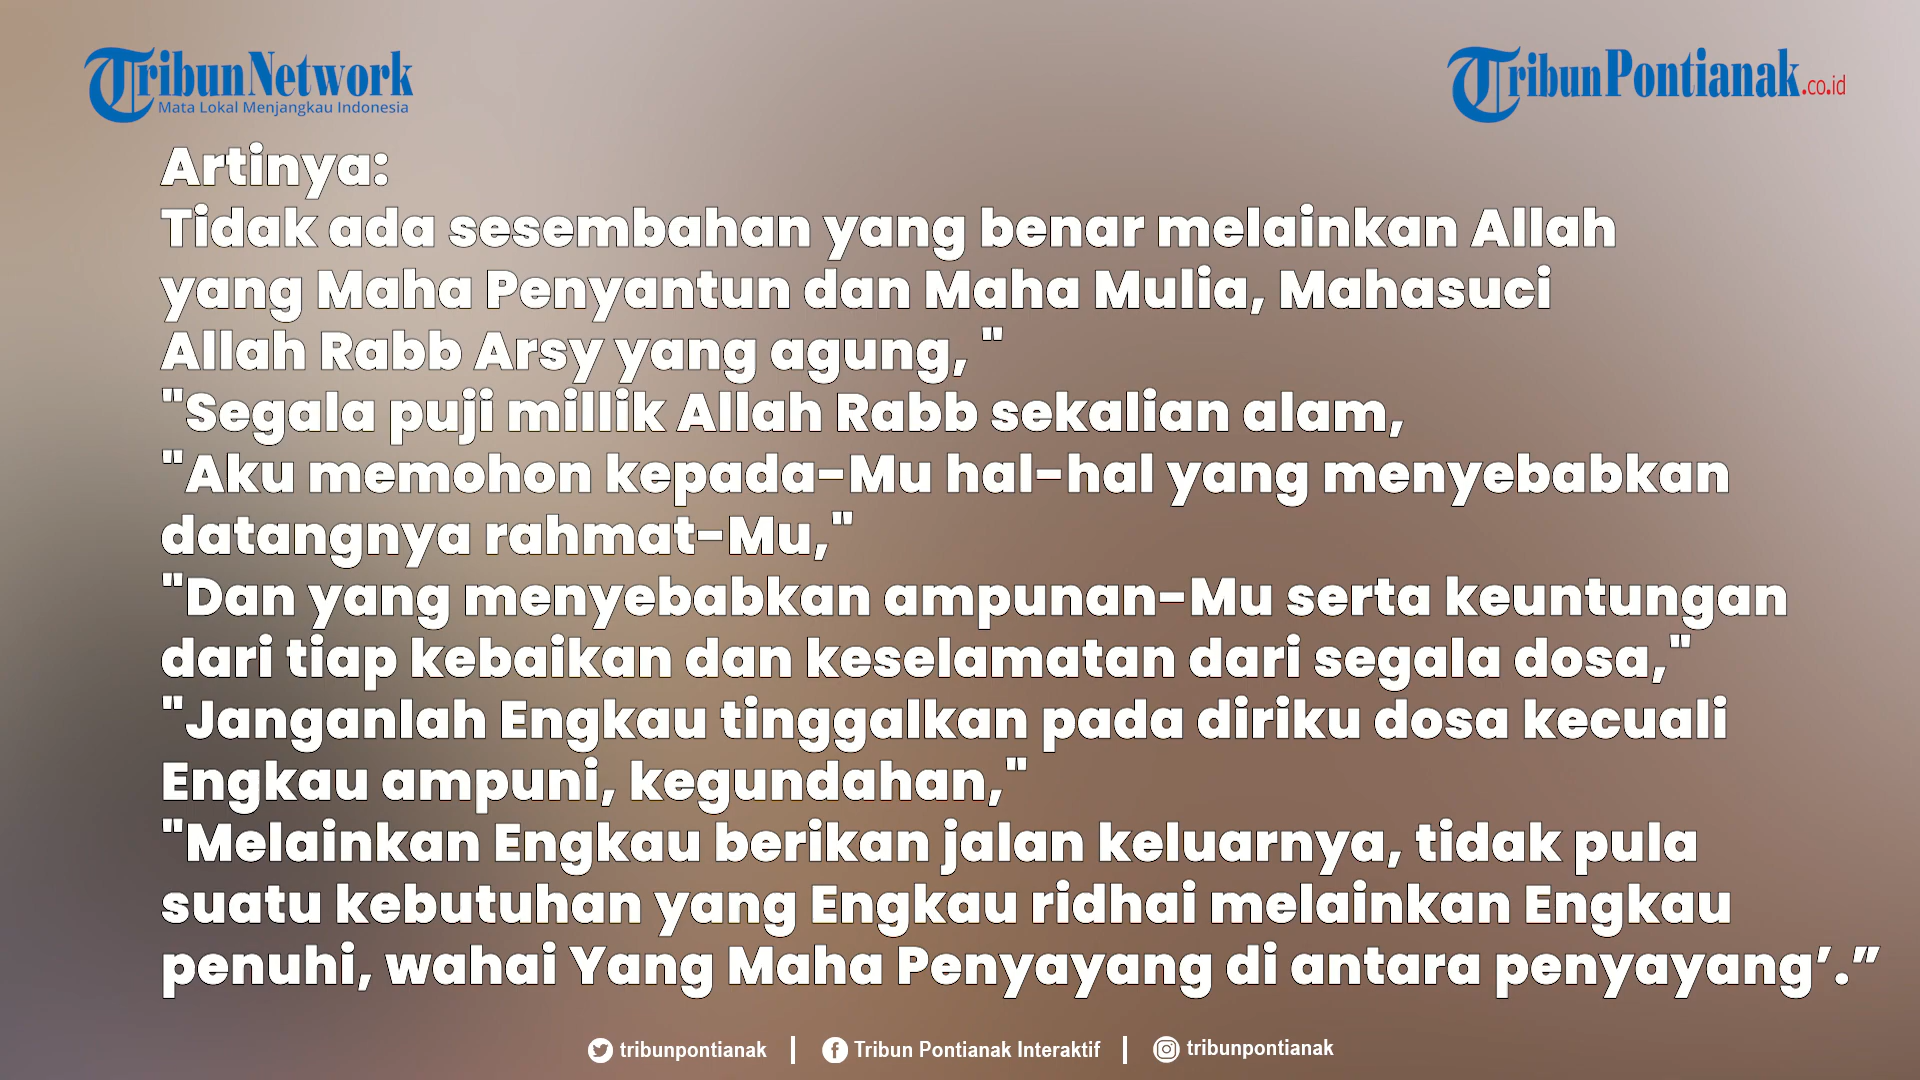 TribunNetwork
Mata Lokal Menjangkau Indonesia
TribunPontianak.co.id
Artinya:
Tidak ada sesembahan yang benar melainkan Allah
yang Maha Penyantun dan Maha Mulia, Mahasuci
Allah Rabb Arsy yang agung, "
"Segala puji millik Allah Rabb sekalian alam,
"Aku memohon kepada-Mu hal-hal yang menyebabkan
datangnya rahmat-Mu,"
"Dan yang menyebabkan ampunan-Mu serta keuntungan
dari tiap kebaikan dan keselamatan dari segala dosa,"
"Janganlah Engkau tinggalkan pada diriku dosa kecuali
Engkau ampuni, kegundahan,"
"Melainkan Engkau berikan jalan keluarnya, tidak pula
suatu kebutuhan yang Engkau ridhai melainkan Engkau
penuhi, wahai Yang Maha Penyayang di antara penyayang’.”
tribunpontianak | Tribun Pontianak Interaktif | tribunpontianak